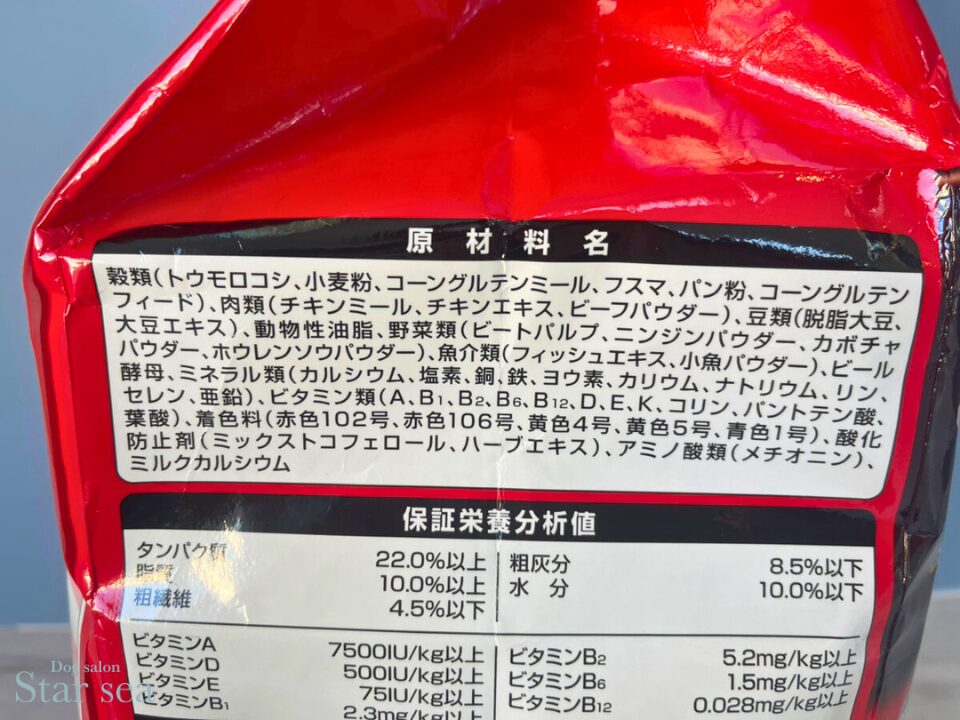 原材料名
穀類(トウモロコシ、小麦粉、コーングルテンミール、フスマ、パン粉、コーングルテン
フィード)、肉類(チキンミール、チキンエキス、ビーフパウダー)、豆類(脱脂大豆、
大豆エキス)、動物性油脂、野菜類(ビートパルプ、ニンジンパウダー、カボチャ
パウダー、ホウレンソウパウダー)、魚介類(フィッシュエキス、小魚パウダー)、ビール
酵母、ミネラル類(カルシウム、塩素、銅、鉄、ヨウ素、カリウム、ナトリウム、リン、
セレン、亜鉛)、ビタミン類(A、B1、B2、B6、B12、D、E、K、コリン、パントテン酸、
葉酸)、着色料(赤色102号、赤色106号、黄色4号、黄色5号、青色1号)、酸化
防止剤(ミックストコフェロール、ハーブエキス)、アミノ酸類(メチオニン)、
ミルクカルシウム
保証栄養分析値
タンパク質 22.0%以上 粗灰分 8.5%以下
脂質 10.0%以上 水分 10.0%以下
粗繊維 4.5%以下
ビタミンA 7500IU/kg以上 ビタミンB2 5.2mg/kg以上
ビタミンD 500IU/kg以上 ビタミンB6 1.5mg/kg以上
ビタミンE 75IU/kg以上 ビタミンB12 0.028mg/kg以上
ビタミンB1 2.3mg/kg以上
Dog salon
Star sea